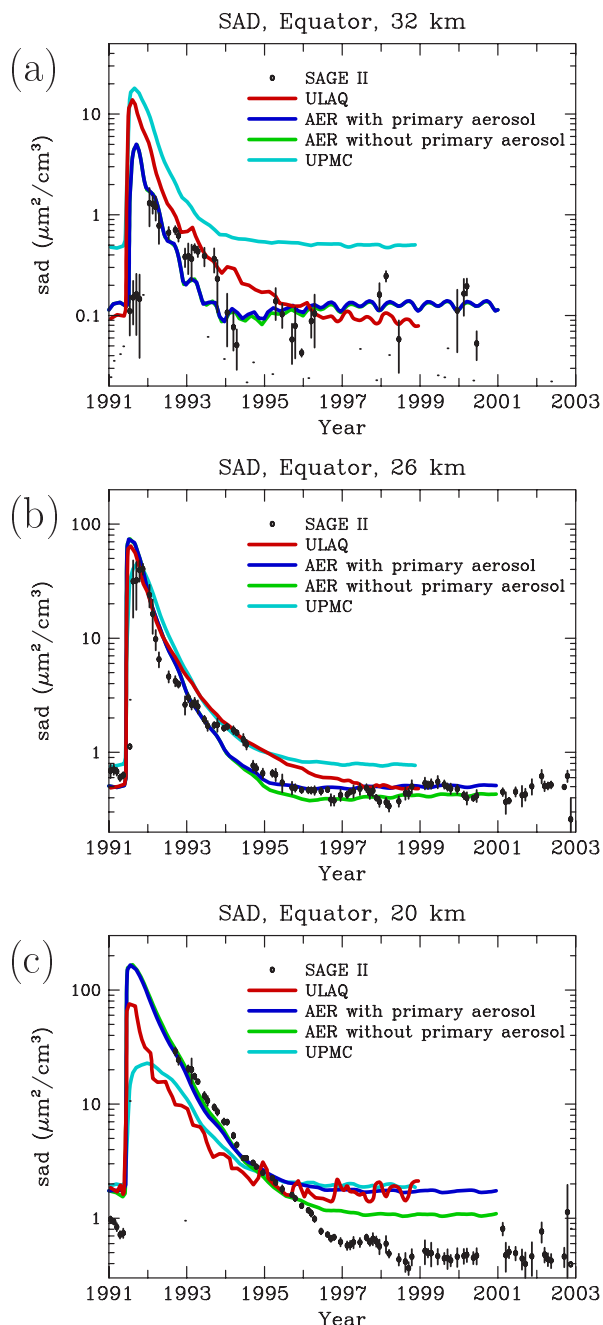 SAD, Equator, 32 km
(a)
sad (μm²/cm³)
10
1
0.1
SAGE II
ULAQ
AER with primary aerosol
AER without primary aerosol
UPMC
1991 1993 1995 1997 1999 2001 2003
Year
SAD, Equator, 26 km
(b)
sad (μm²/cm³)
100
10
1
SAGE II
ULAQ
AER with primary aerosol
AER without primary aerosol
UPMC
1991 1993 1995 1997 1999 2001 2003
Year
SAD, Equator, 20 km
(c)
sad (μm²/cm³)
100
10
1
SAGE II
ULAQ
AER with primary aerosol
AER without primary aerosol
UPMC
1991 1993 1995 1997 1999 2001 2003
Year